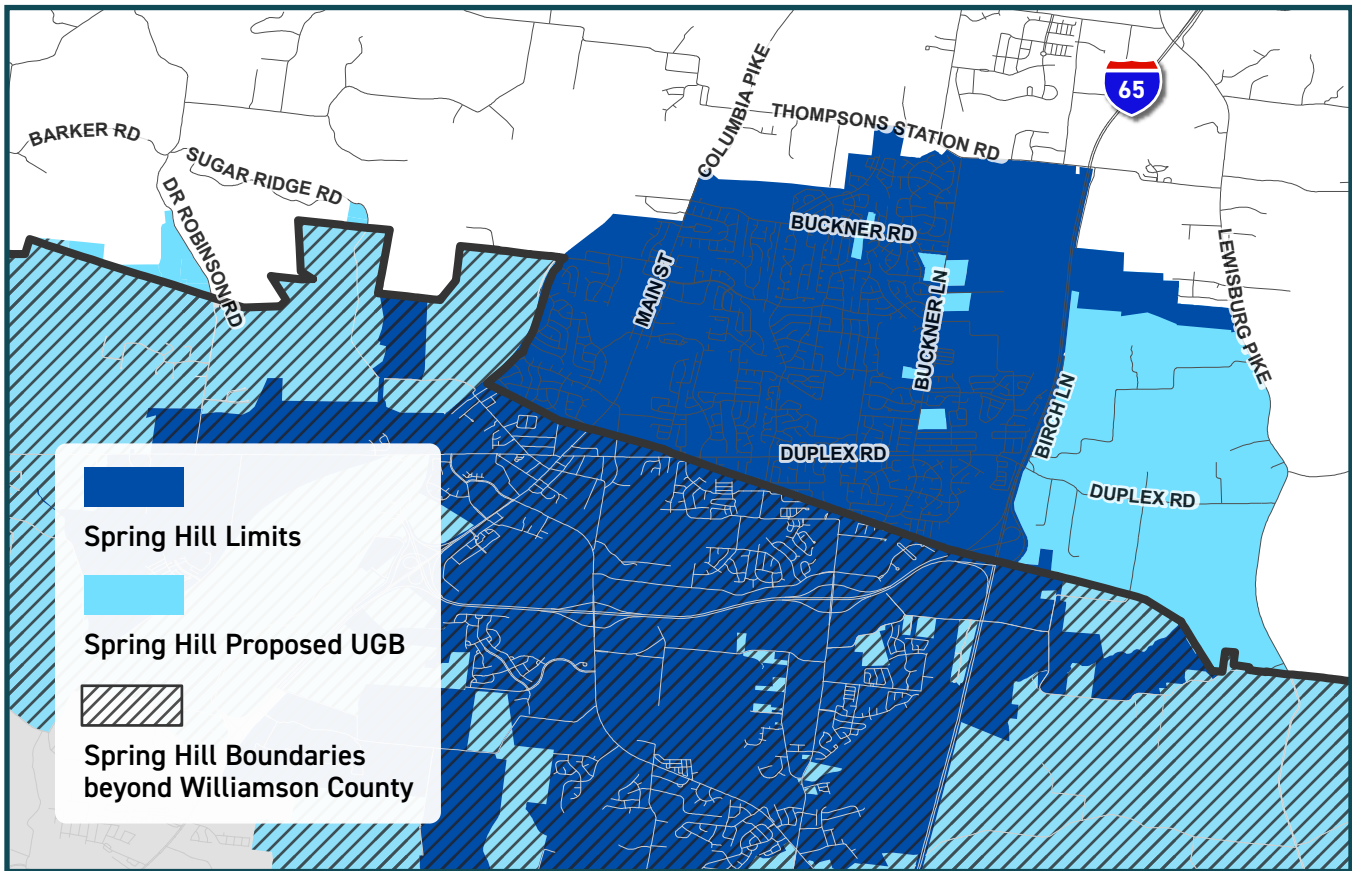 65
COLUMBIA PIKE
THOMPSONS STATION RD
BARKER RD
SUGAR RIDGE RD
DR ROBINSON RD
BUCKNER RD
LEWISBURG PIKE
MAIN ST
BUCKNER LN
BIRCH LN
DUPLEX RD
DUPLEX RD
Spring Hill Limits
Spring Hill Proposed UGB
Spring Hill Boundaries
beyond Williamson County